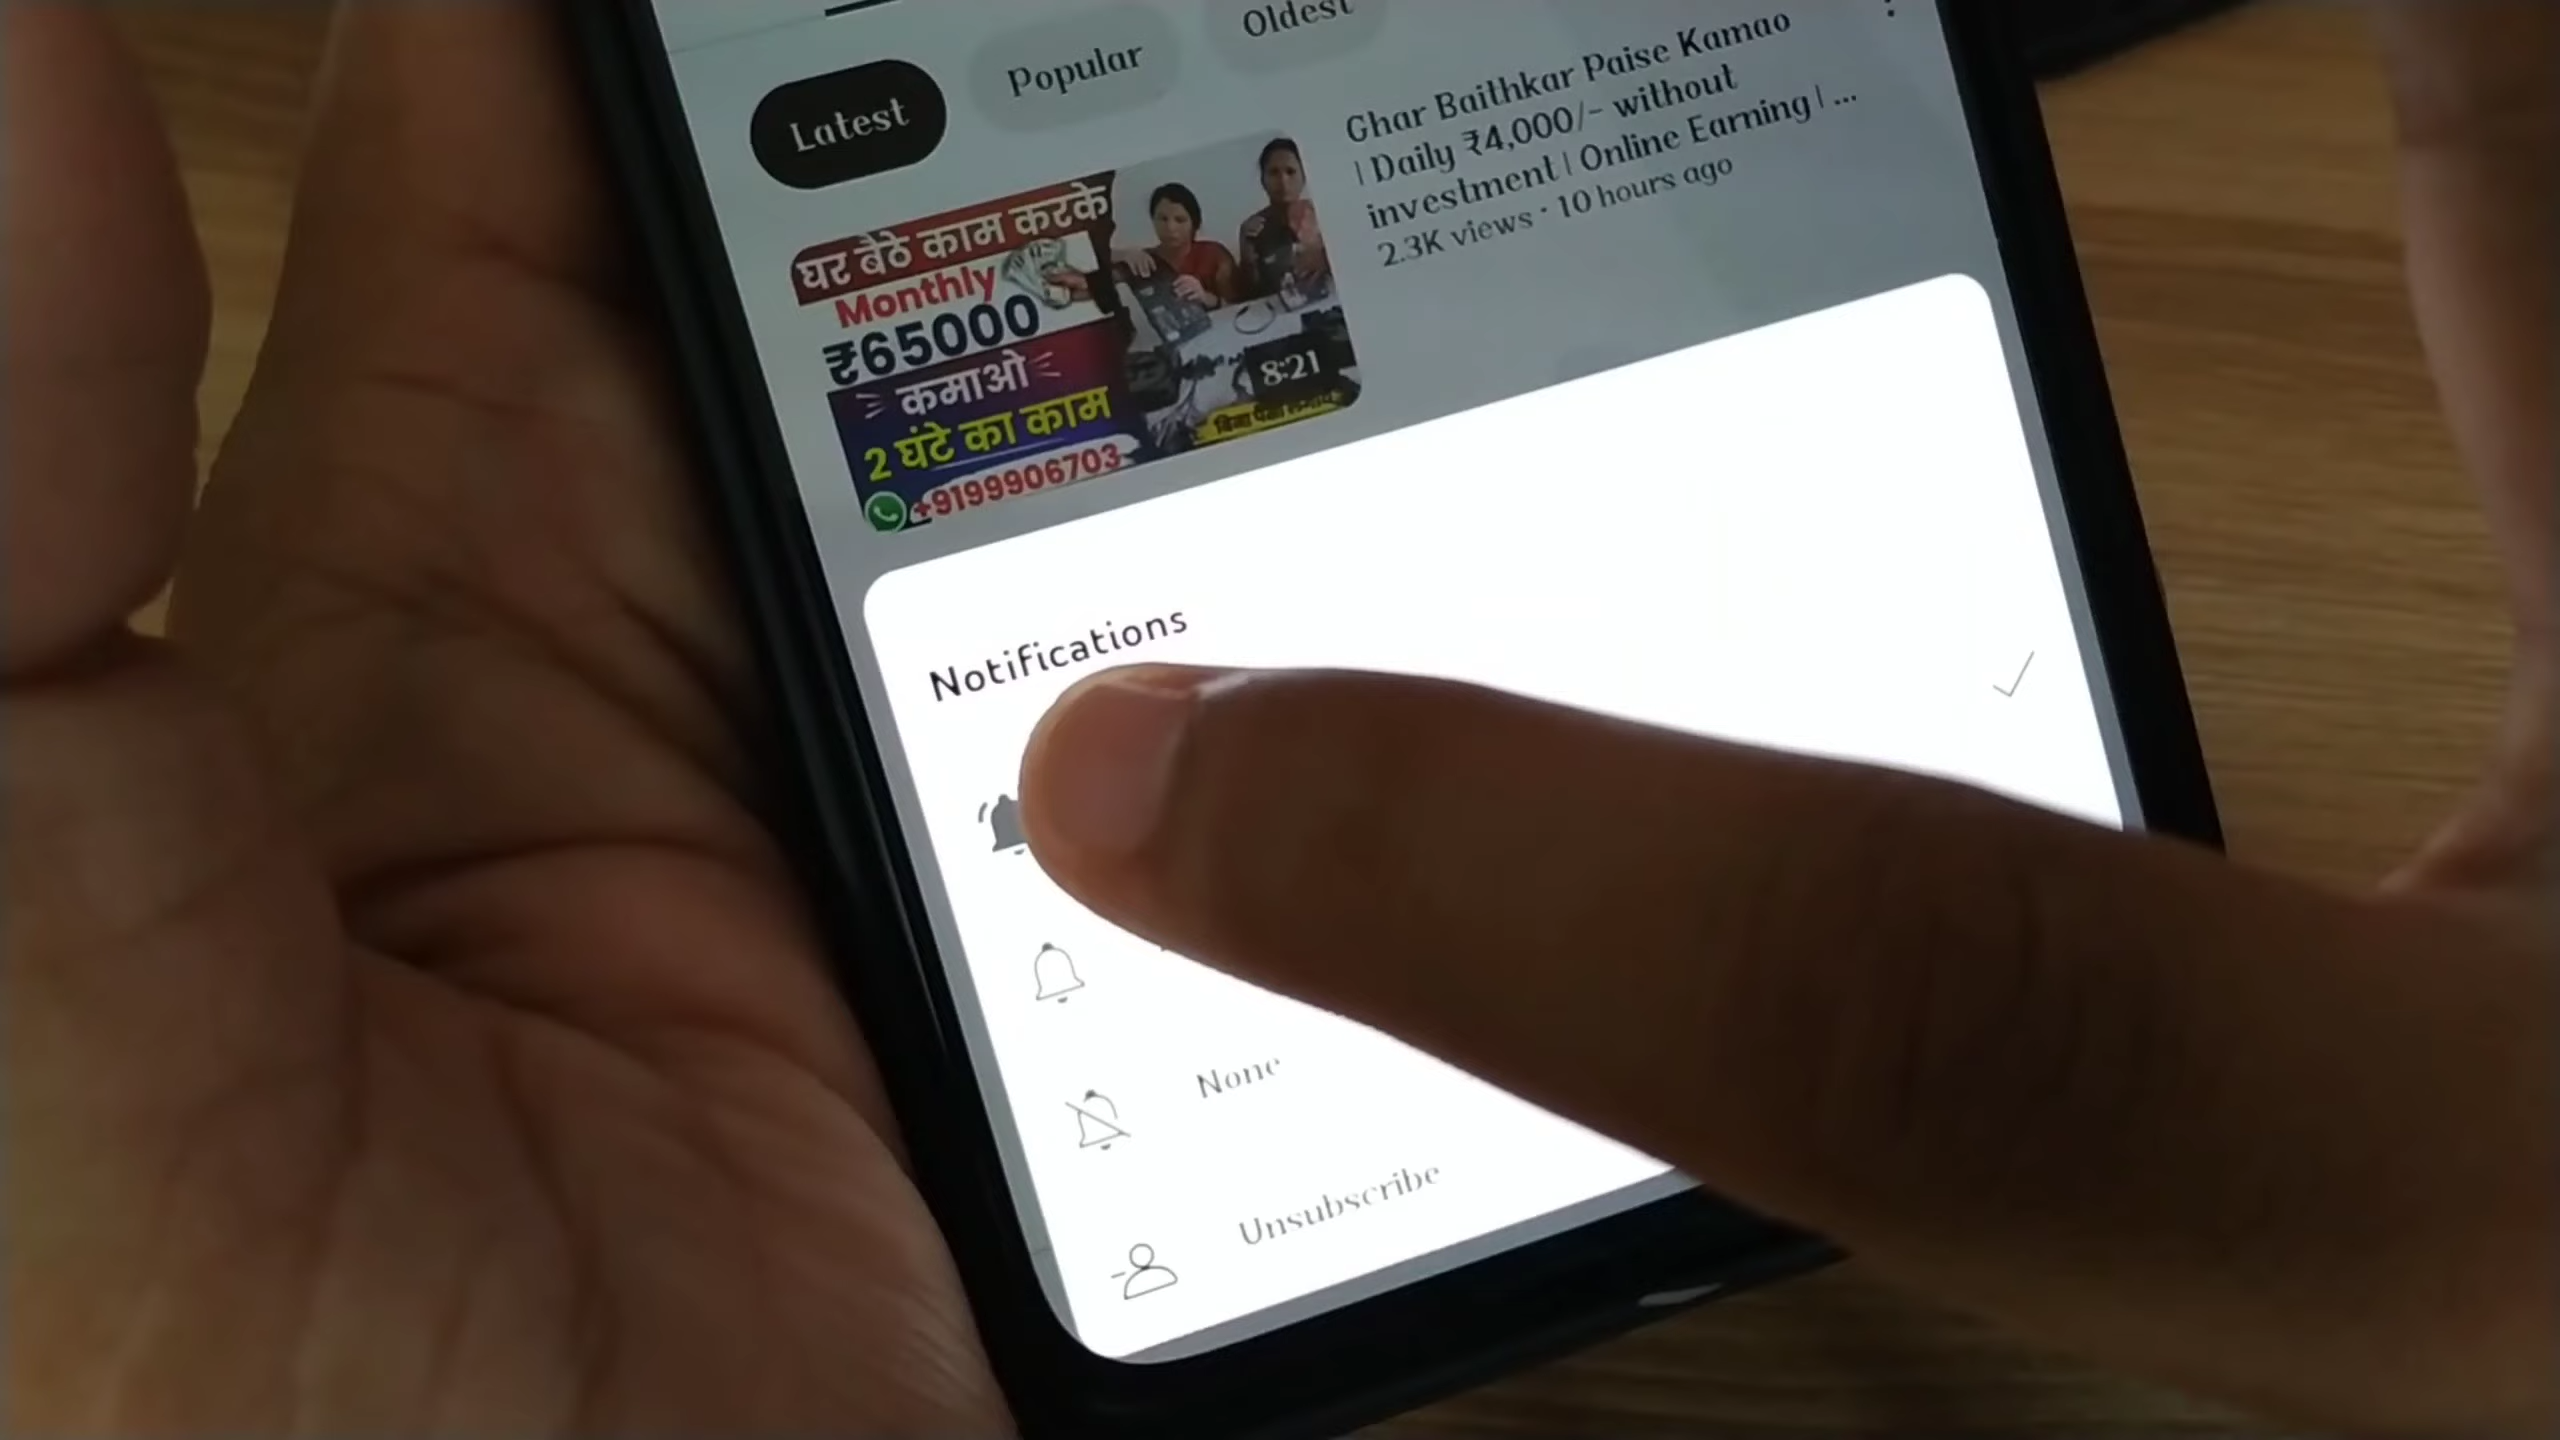 Latest
Popular
Oldest
घर बैठे काम करके
Monthly
₹65000
कमाओ
2 घंटे का काम
+9199906703
8:21
Ghar Baithkar Paise Kamao
| Daily ₹4,000/- without
investment | Online Earning | ...
2.3K views · 10 hours ago
Notifications
None
Unsubscribe